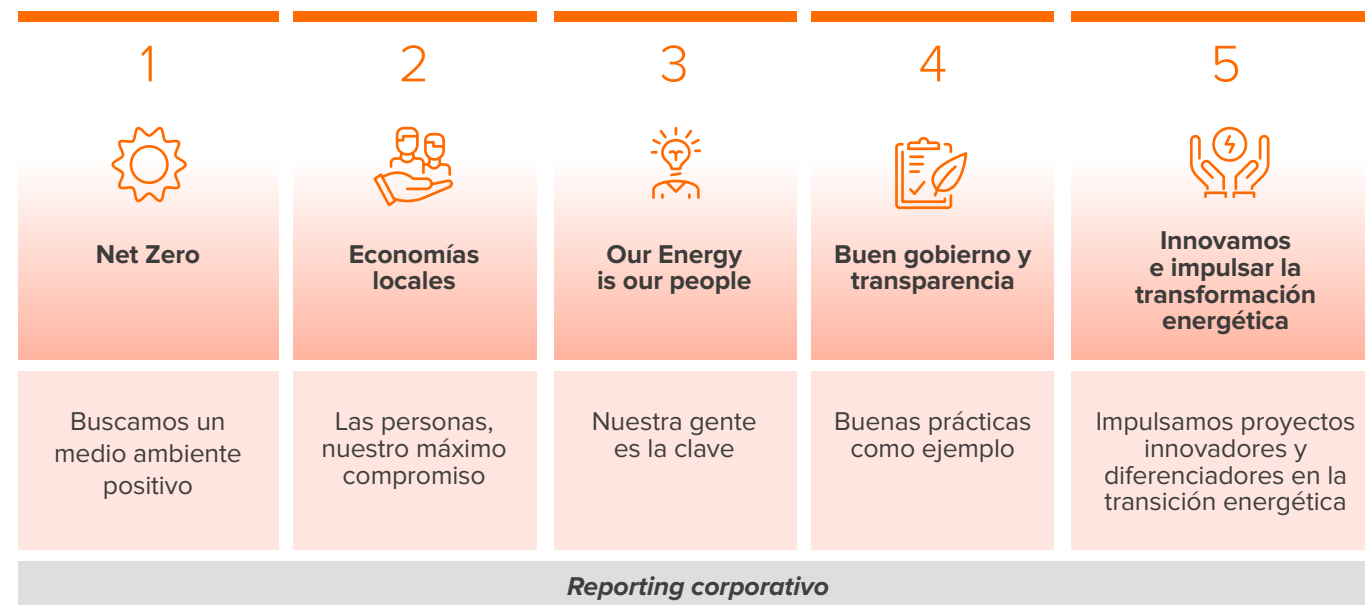 1
Net Zero
Buscamos un
medio ambiente
positivo
2
Economías
locales
Las personas,
nuestro máximo
compromiso
3
Our Energy
is our people
Nuestra gente
es la clave
4
Buen gobierno y
transparencia
Buenas prácticas
como ejemplo
5
Innovamos
e impulsar la
transformación
energética
Impulsamos proyectos
innovadores y
diferenciadores en la
transición energética
Reporting corporativo